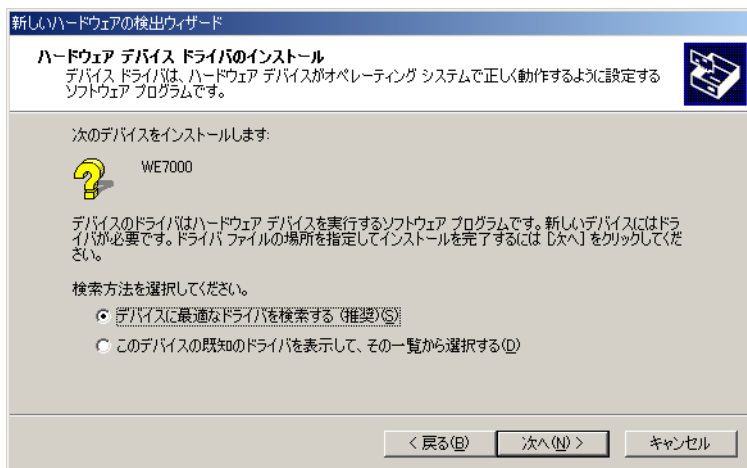 新しいハードウェアの検出ウィザード
ハードウェア デバイス ドライバのインストール
デバイス ドライバは、ハードウェア デバイスがオペレーティング システムで正しく動作するように設定する
ソフトウェア プログラムです。
次のデバイスをインストールします:
WE7000
デバイスのドライバはハードウェア デバイスを実行するソフトウェア プログラムです。新しいデバイスにはドラ
イバが必要です。ドライバ ファイルの場所を指定してインストールを完了するには [次へ] をクリックしてくだ
さい。
検索方法を選択してください。
デバイスに最適なドライバを検索する (推奨)(S)
このデバイスの既知のドライバを表示して、その一覧から選択する(D)
< 戻る(B) 次へ(N) > キャンセル